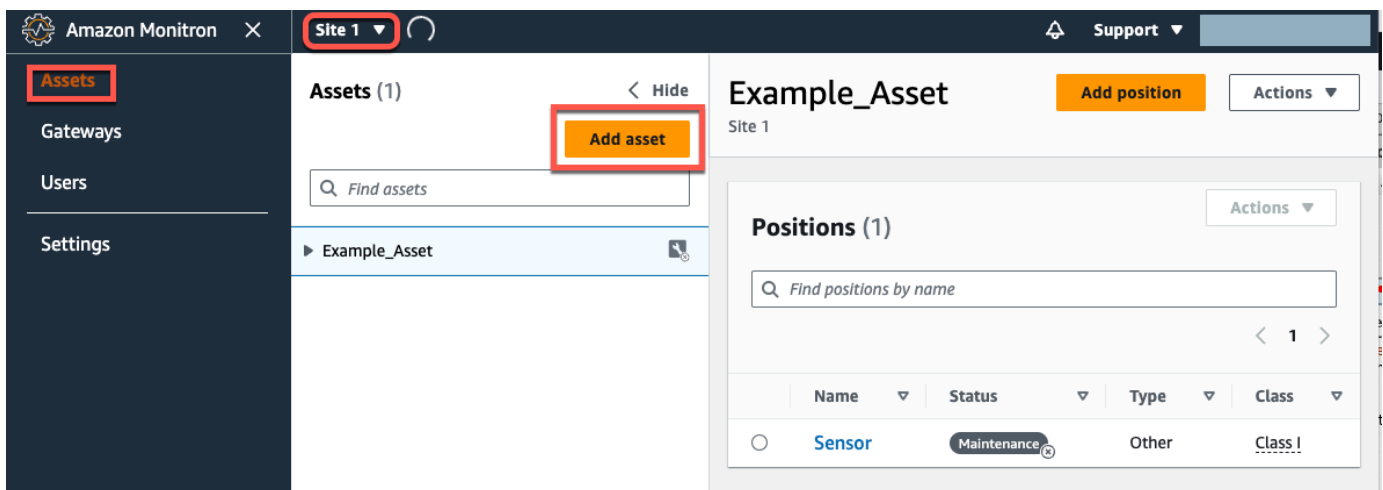 Amazon Monitron
Site 1
Support
Assets
Gateways
Users
Settings
Assets (1)
Hide
Add asset
Find assets
Example_Asset
Example_Asset
Site 1
Add position
Actions
Positions (1)
Actions
Find positions by name
1
Name Status Type Class
Sensor Maintenance Other Class I